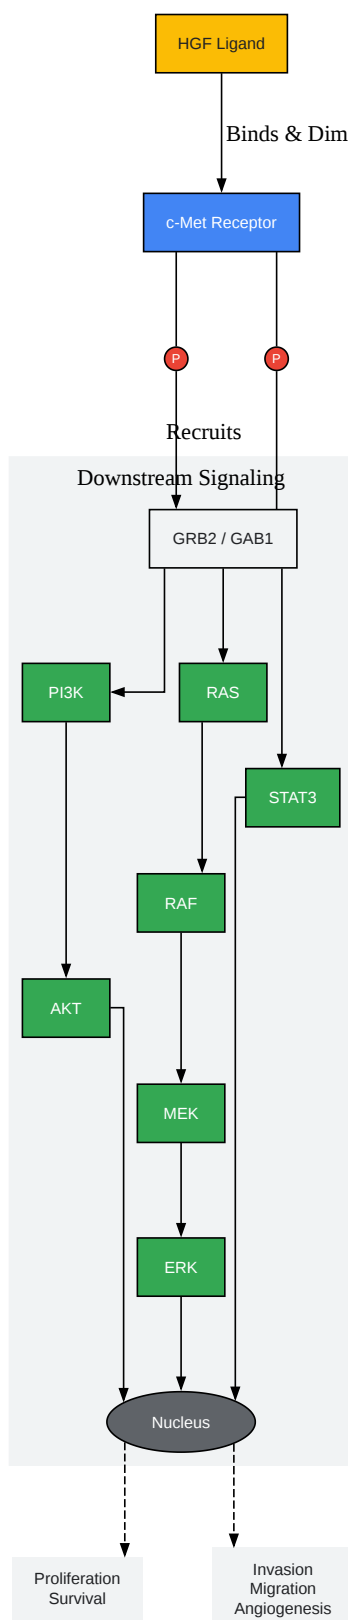 HGF Ligand
Binds & Dim
c-Met Receptor
P
P
Recruits
Downstream Signaling
GRB2 / GAB1
PI3K
RAS
STAT3
RAF
AKT
MEK
ERK
Nucleus
Proliferation
Survival
Invasion
Migration
Angiogenesis